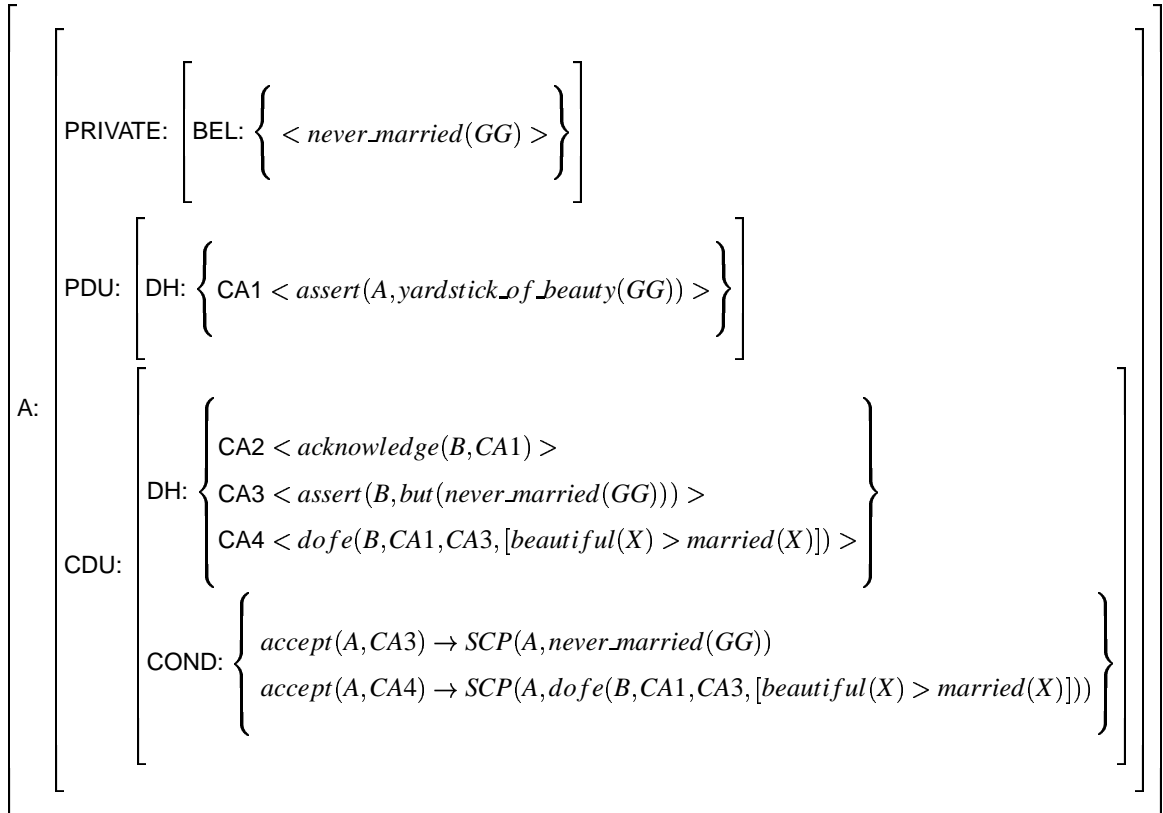 PRIVATE: [BEL: { < never_married(GG) > }]
PDU: [DH: { CA1 < assert(A,yardstick_of_beauty(GG)) > }]
A:
CA2 < acknowledge(B,CA1) >
DH: { CA3 < assert(B,but(never_married(GG))) >
CA4 < dofe(B,CA1,CA3,[beautiful(X) > married(X)]) > }
CDU:
accept(A,CA3) → SCP(A,never_married(GG))
COND:
accept(A,CA4) → SCP(A,dofe(B,CA1,CA3,[beautiful(X) > married(X)]))